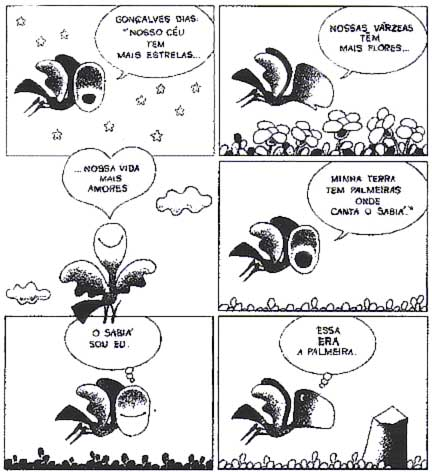 GONÇALVES DIAS:
"NOSSO CÉU
TEM
MAIS ESTRELAS...
NOSSAS VÁRZEAS
TEM
MAIS FLORES...
...NOSSA VIDA
MAIS
AMORES
MINHA TERRA
TEM PALMEIRAS
ONDE
CANTA O SABIÁ."
O SABIÁ
SOU EU.
ESSA
ERA
A PALMEIRA.